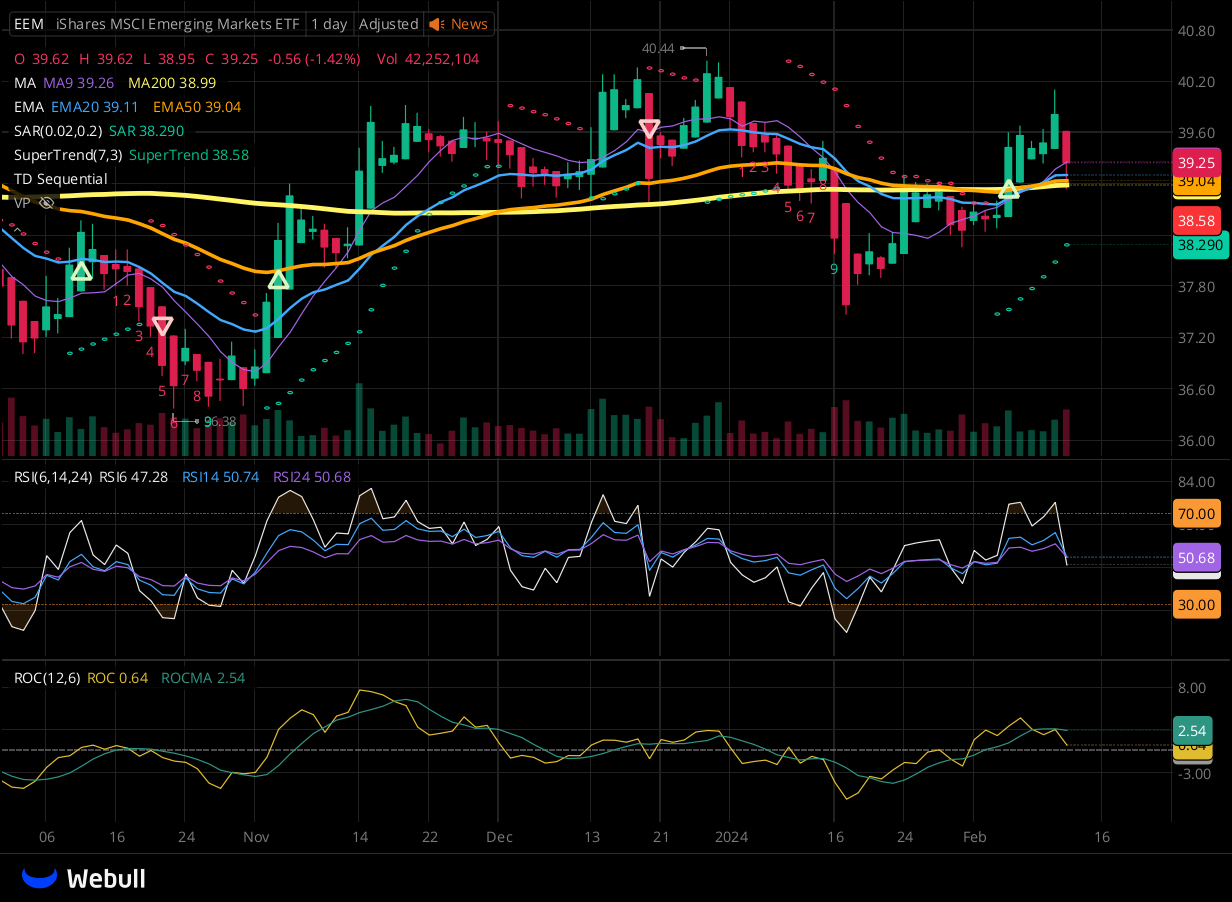 EEM iShares MSCI Emerging Markets ETF 1 day Adjusted News
O 39.62 H 39.62 L 38.95 C 39.25 -0.56 (-1.42%) Vol 42,252,104
MA MA9 39.26 MA200 38.99
EMA EMA20 39.11 EMA50 39.04
SAR(0.02,0.2) SAR 38.290
SuperTrend(7,3) SuperTrend 38.58
TD Sequential
VP
40.44
1 2 3
5 6 7
8
9
1 2
3
4
5
6
7
8
9
36.38
40.80
40.20
39.60
39.25
39.04
38.58
38.290
37.80
37.20
36.60
36.00
RSI(6,14,24) RSI6 47.28 RSI14 50.74 RSI24 50.68
84.00
70.00
50.68
30.00
ROC(12,6) ROC 0.64 ROCMA 2.54
8.00
2.54
0.64
-3.00
06 16 24 Nov 14 22 Dec 13 21 2024 16 24 Feb 16
Webull